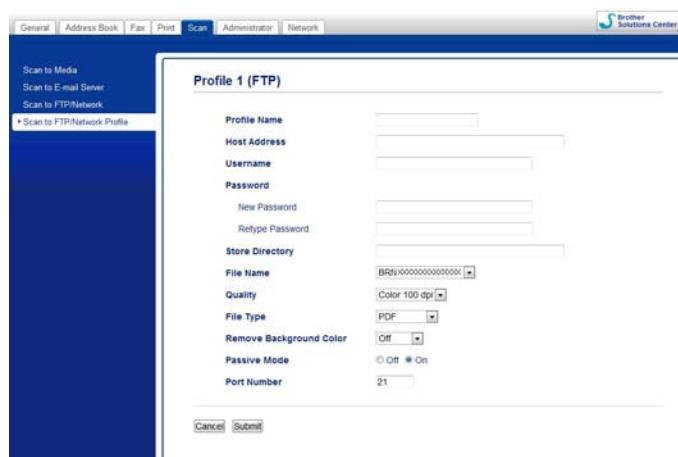 General Address Book Fax Print Scan Administrator Network
Brother
Solutions Center
Scan to Media
Scan to E-mail Server
Scan to FTP/Network
Scan to FTP/Network Profile
Profile 1 (FTP)
Profile Name
Host Address
Username
Password
New Password
Retype Password
Store Directory
File Name BRNXXXXXXXXXXXX
Quality Color 100 dpi
File Type PDF
Remove Background Color Off
Passive Mode Off On
Port Number 21
Cancel Submit